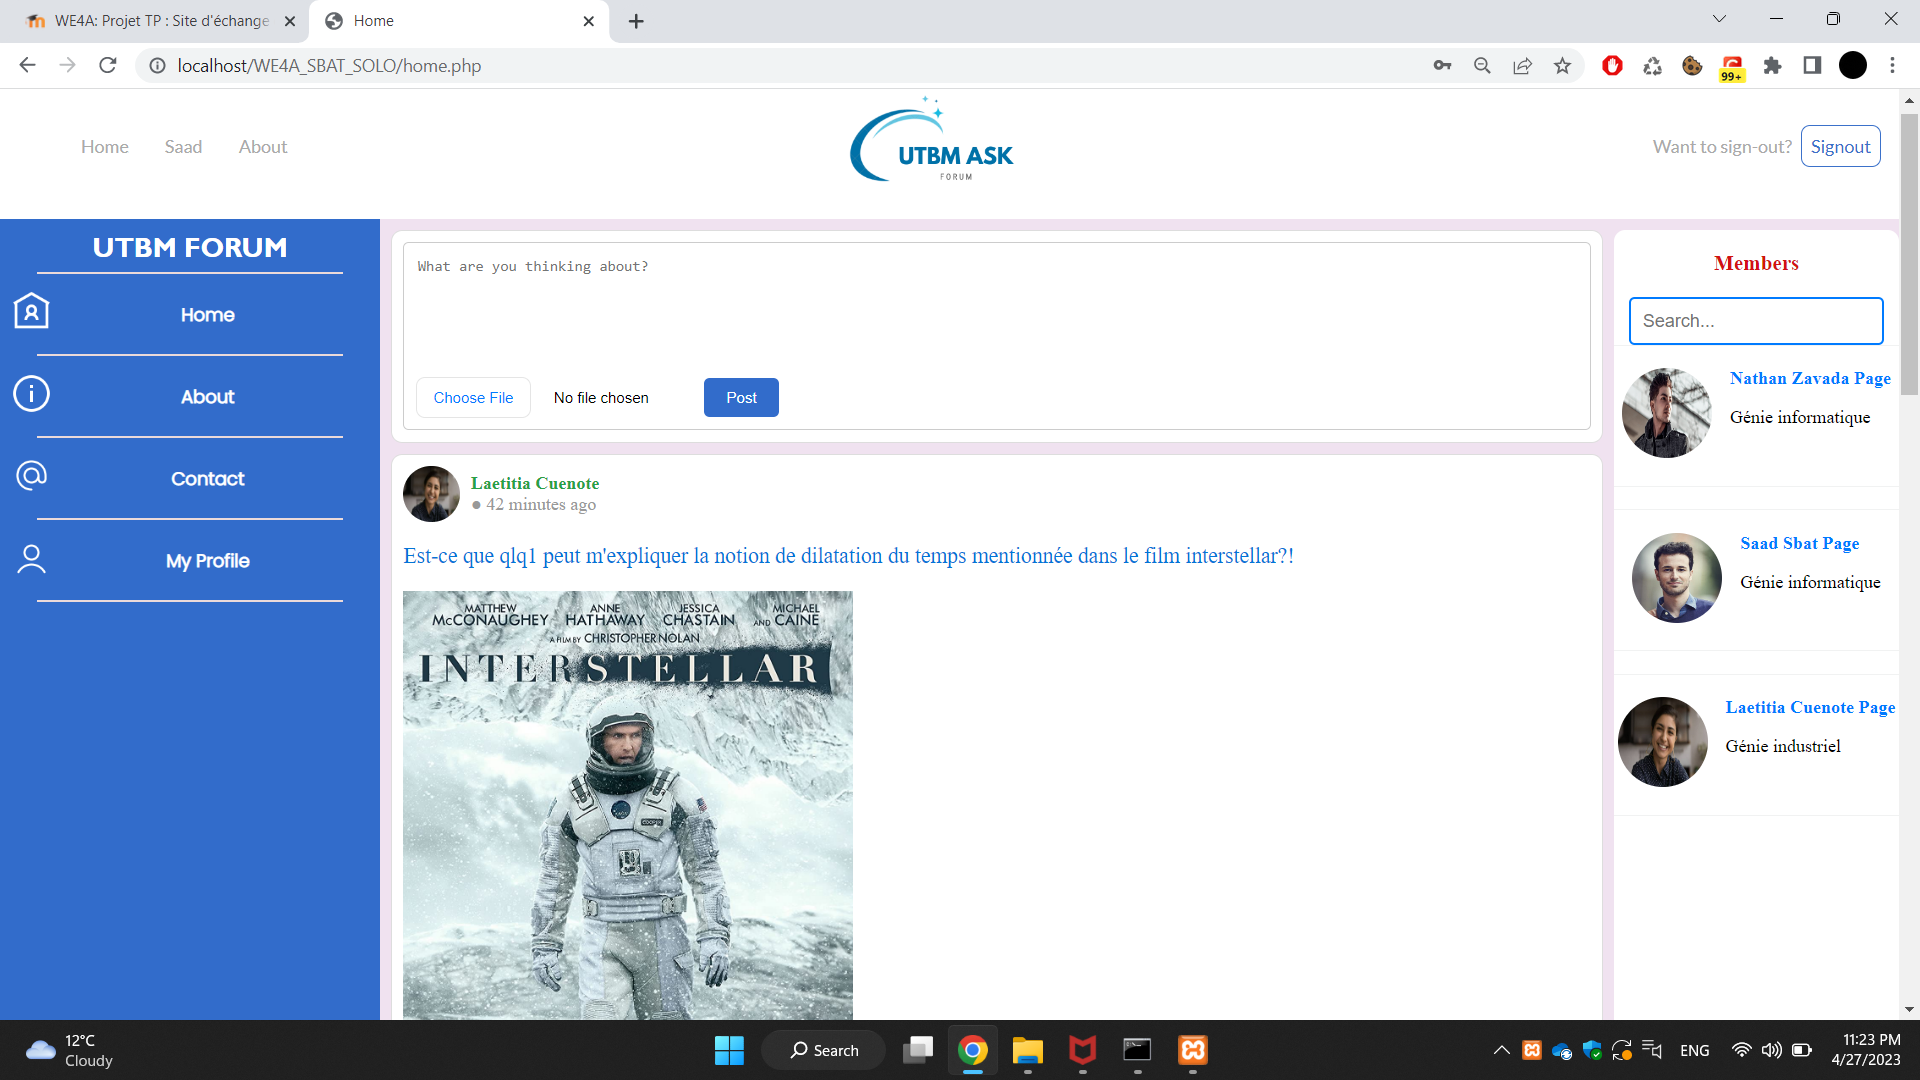 WE4A: Projet TP : Site d'échange
Home
localhost/WE4A_SBAT_SOLO/home.php
99+
Home
Saad
About
UTBM ASK
FORUM
Want to sign-out?
Signout
UTBM FORUM
Home
About
Contact
My Profile
What are you thinking about?
Choose File
No file chosen
Post
Laetitia Cuenote
● 42 minutes ago
Est-ce que qlq1 peut m'expliquer la notion de dilatation du temps mentionnée dans le film interstellar?!
MATTHEW McCONAUGHEY
ANNE HATHAWAY
JESSICA CHASTAIN
MICHAEL AND CAINE
A FILM BY CHRISTOPHER NOLAN
INTERSTELLAR
COOPER
Members
Search...
Nathan Zavada Page
Génie informatique
Saad Sbat Page
Génie informatique
Laetitia Cuenote Page
Génie industriel
12°C
Cloudy
Search
ENG
11:23 PM
4/27/2023